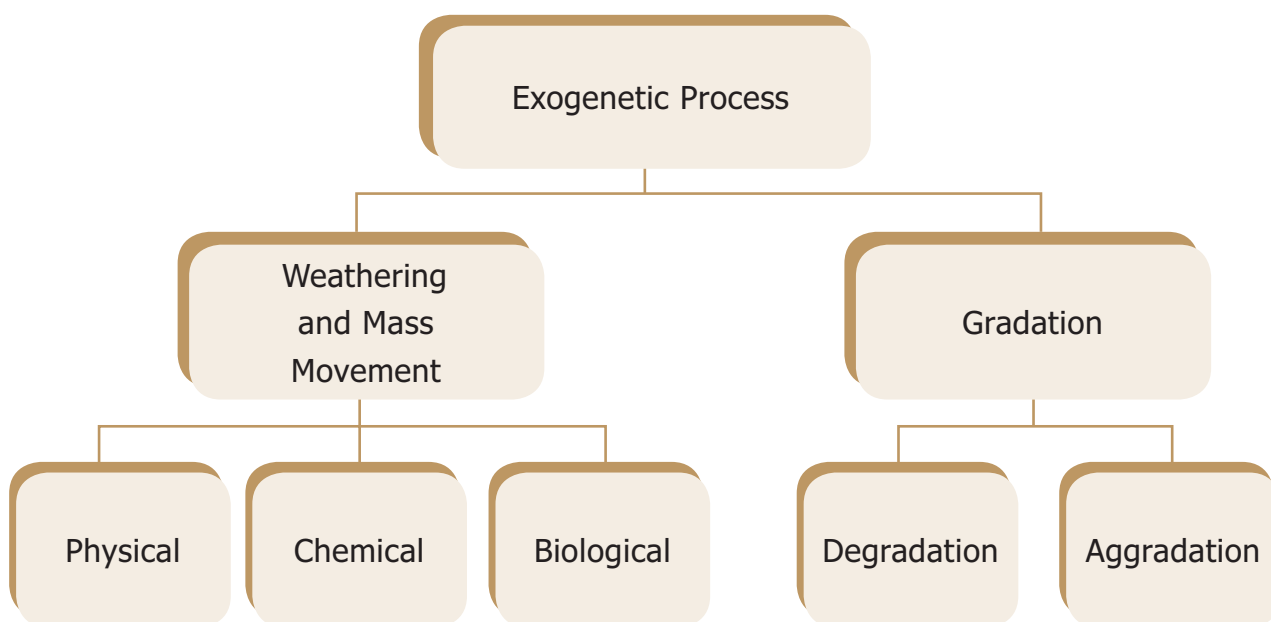 Exogenetic Process
Weathering
and Mass
Movement
Gradation
Physical
Chemical
Biological
Degradation
Aggradation